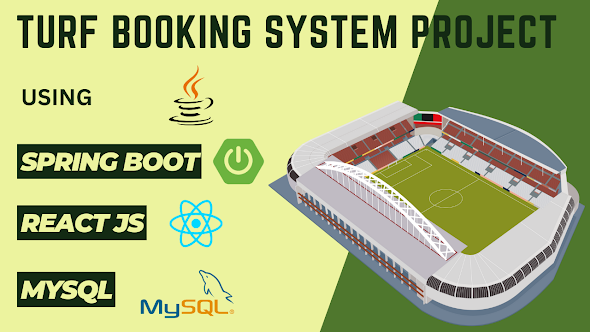 TURF BOOKING SYSTEM PROJECT
USING
SPRING BOOT
REACT JS
MYSQL
MySQL®